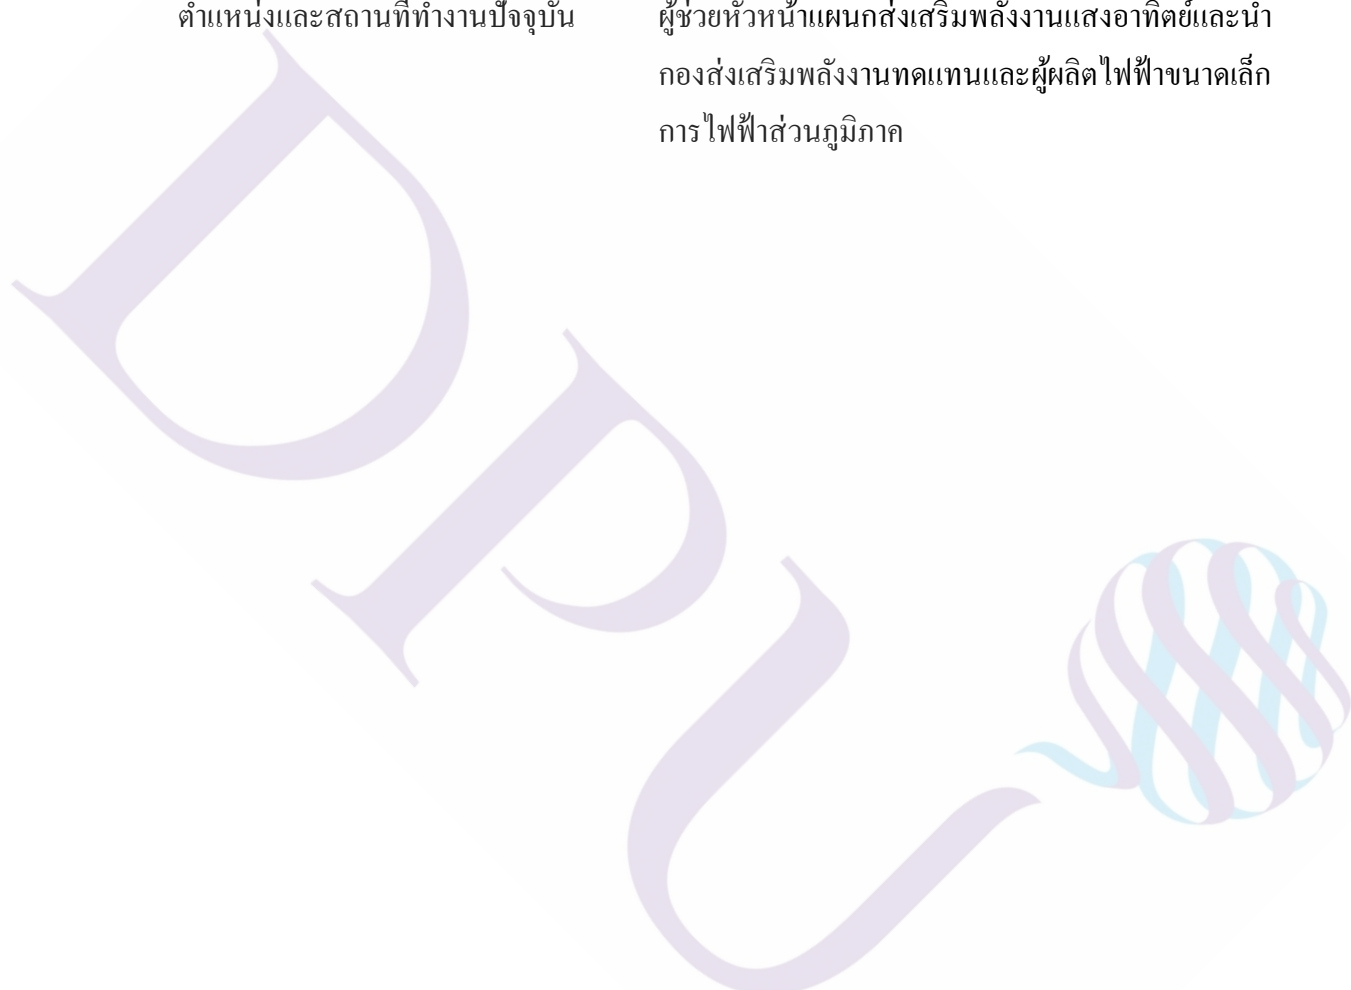 ตำแหน่งและสถานที่ทำงานปัจจุบัน ผู้ช่วยหัวหน้าแผนกส่งเสริมพลังงานแสงอาทิตย์และน้ำ
กองส่งเสริมพลังงานทดแทนและผู้ผลิตไฟฟ้าขนาดเล็ก
การไฟฟ้าส่วนภูมิภาค
DPU